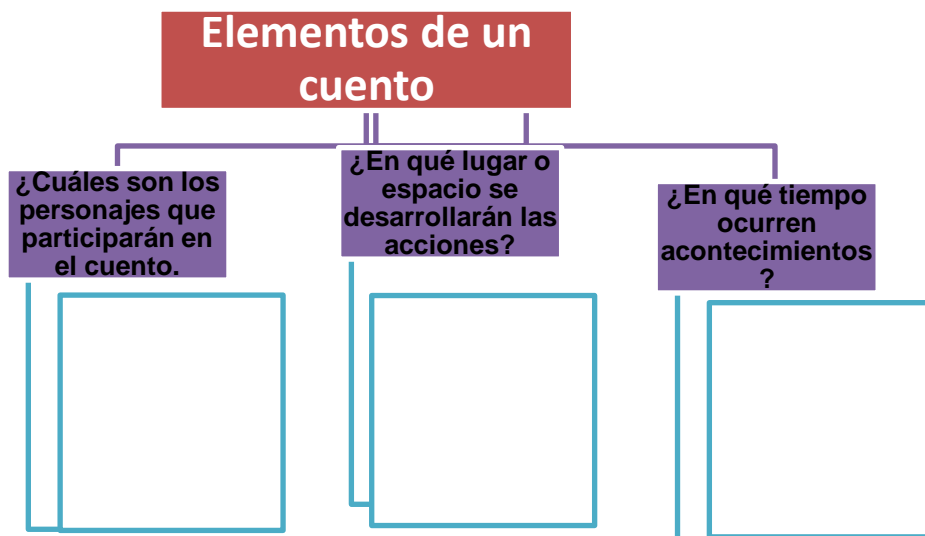 Elementos de un
cuento
¿Cuáles son los
personajes que
participarán en
el cuento.
¿En qué lugar o
espacio se
desarrollarán las
acciones?
¿En qué tiempo
ocurren
acontecimientos
?